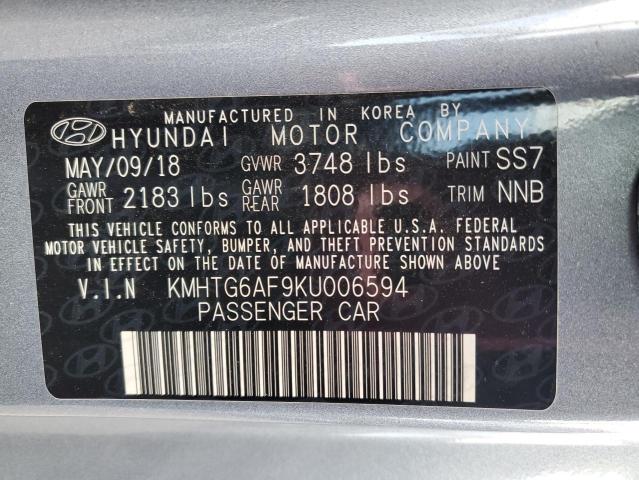 MANUFACTURED IN KOREA BY
HYUNDAI MOTOR COMPANY
MAY/09/18 GVWR 3748 lbs PAINT SS7
GAWR FRONT 2183 lbs GAWR REAR 1808 lbs TRIM NNB
THIS VEHICLE CONFORMS TO ALL APPLICABLE U.S.A. FEDERAL
MOTOR VEHICLE SAFETY, BUMPER, AND THEFT PREVENTION STANDARDS
IN EFFECT ON THE DATE OF MANUFACTURE SHOWN ABOVE
V.I.N KMHTG6AF9KU006594
PASSENGER CAR